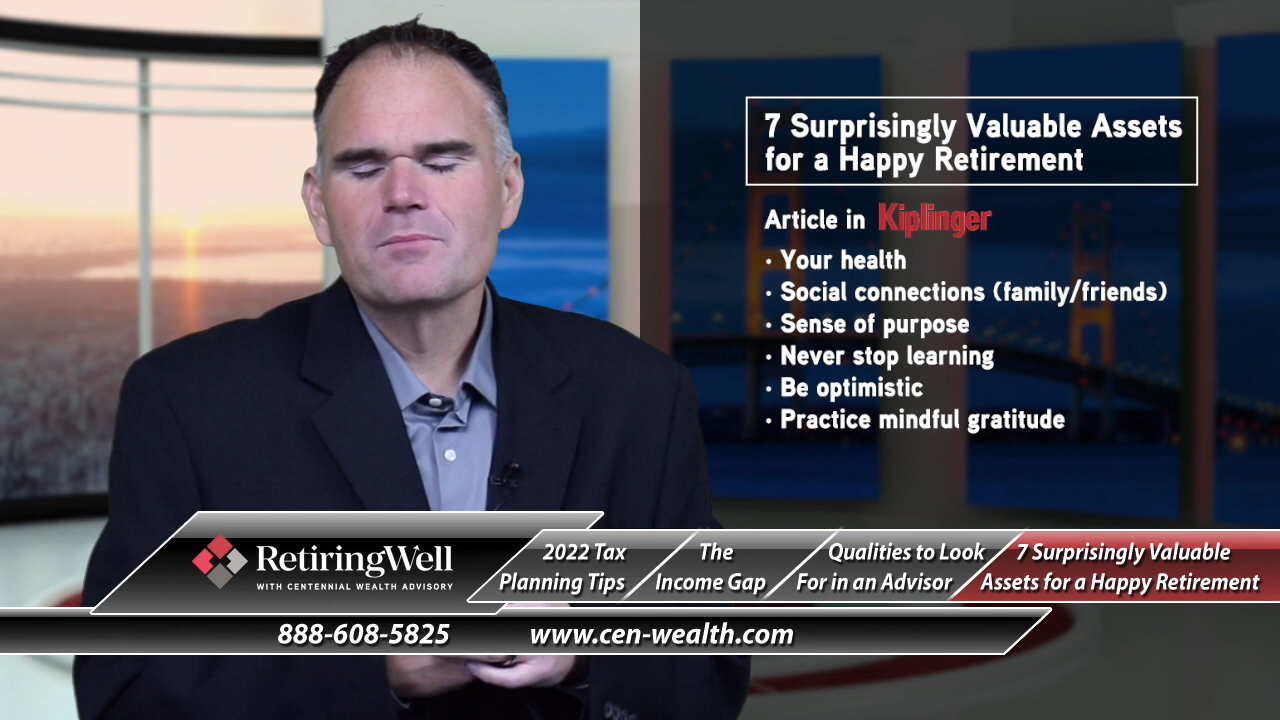 7 Surprisingly Valuable Assets
for a Happy Retirement
Article in Kiplinger
· Your health
· Social connections (family/friends)
· Sense of purpose
· Never stop learning
· Be optimistic
· Practice mindful gratitude
RetiringWell
WITH CENTENNIAL WEALTH ADVISORY
2022 Tax
Planning Tips
The
Income Gap
Qualities to Look
For in an Advisor
7 Surprisingly Valuable
Assets for a Happy Retirement
888-608-5825
www.cen-wealth.com